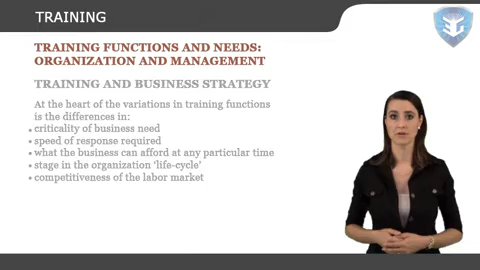 TRAINING
TRAINING FUNCTIONS AND NEEDS:
ORGANIZATION AND MANAGEMENT
TRAINING AND BUSINESS STRATEGY
At the heart of the variations in training functions
is the differences in:
• criticality of business need
• speed of response required
• what the business can afford at any particular time
• stage in the organization ‘life-cycle’
• competitiveness of the labor market